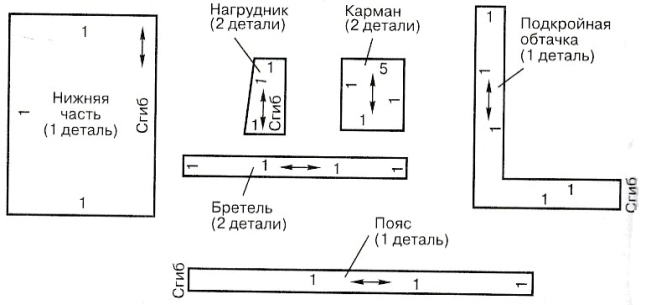 Нагрудник
(2 детали)
Карман
(2 детали)
Подкройная
обтачка
(1 деталь)
1
1
Нижняя
часть
(1 деталь)
Сгиб
1
1
1
1
Сгиб
5
1
1
1
1
1
1
1
Сгиб
1
1
1
1
Бретель
(2 детали)
Пояс
(1 деталь)
Сгиб
1
1
1